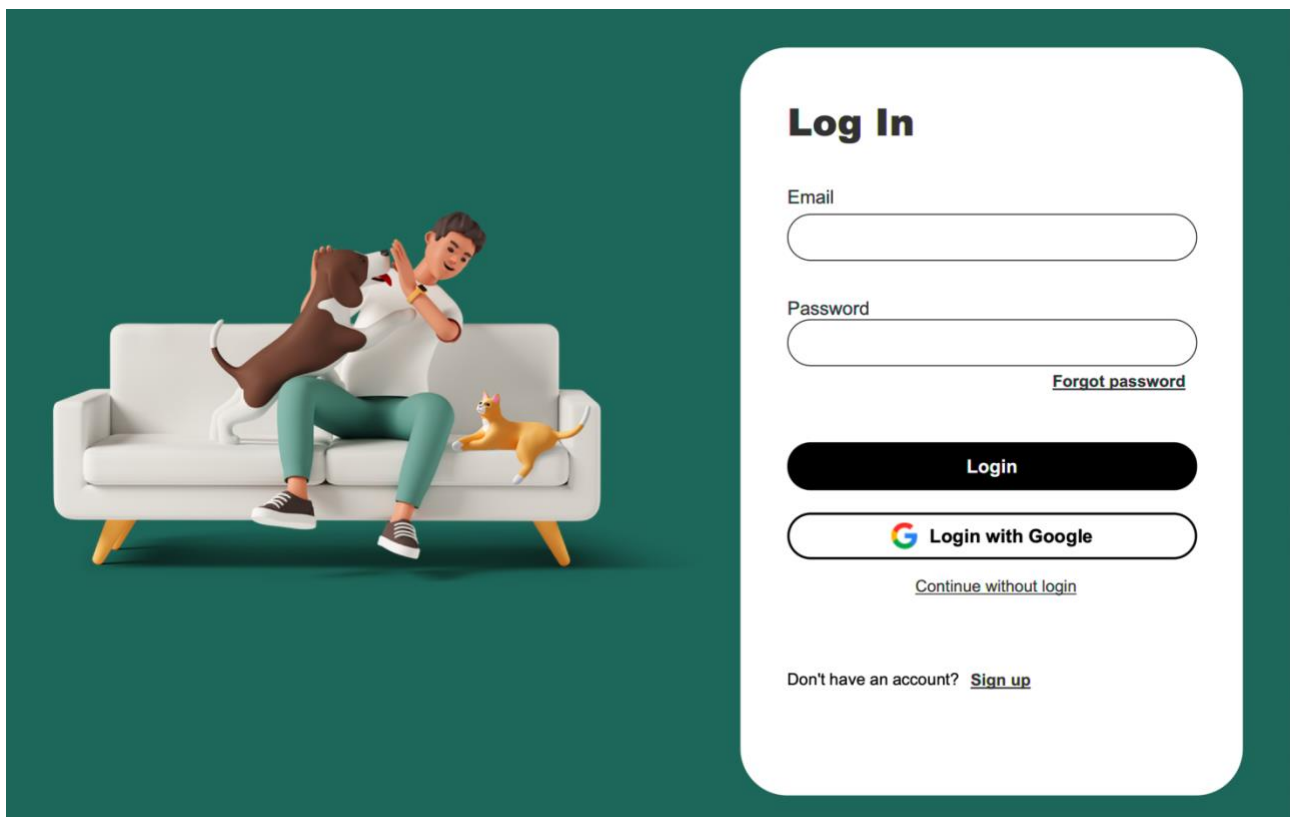 Log In
Email
Password
Forgot password
Login
Login with Google
Continue without login
Don't have an account? Sign up